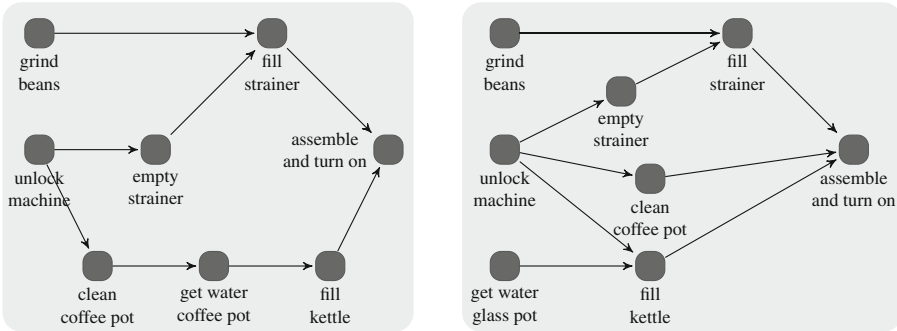 grind
beans
fill
strainer
unlock
machine
empty
strainer
assemble
and turn on
clean
coffee pot
get water
coffee pot
fill
kettle
grind
beans
fill
strainer
empty
strainer
unlock
machine
clean
coffee pot
assemble
and turn on
get water
glass pot
fill
kettle